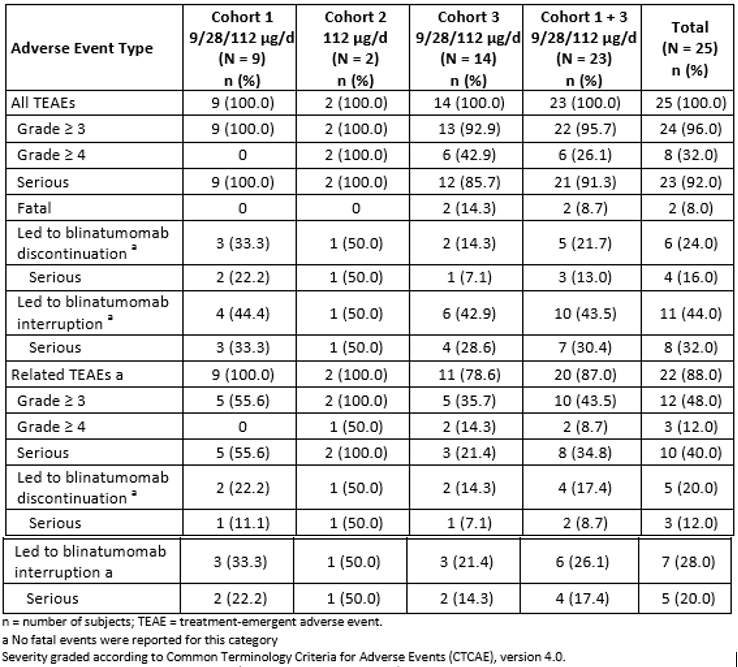 Adverse Event Type | Cohort 1 9/28/112 µg/d (N = 9) n (%) | Cohort 2 112 µg/d (N = 2) n (%) | Cohort 3 9/28/112 µg/d (N = 14) n (%) | Cohort 1 + 3 9/28/112 µg/d (N = 23) n (%) | Total (N = 25) n (%)
All TEAEs | 9 (100.0) | 2 (100.0) | 14 (100.0) | 23 (100.0) | 25 (100.0)
Grade ≥ 3 | 9 (100.0) | 2 (100.0) | 13 (92.9) | 22 (95.7) | 24 (96.0)
Grade ≥ 4 | 0 | 2 (100.0) | 6 (42.9) | 6 (26.1) | 8 (32.0)
Serious | 9 (100.0) | 2 (100.0) | 12 (85.7) | 21 (91.3) | 23 (92.0)
Fatal | 0 | 0 | 2 (14.3) | 2 (8.7) | 2 (8.0)
Led to blinatumomab discontinuation a | 3 (33.3) | 1 (50.0) | 2 (14.3) | 5 (21.7) | 6 (24.0)
Serious | 2 (22.2) | 1 (50.0) | 1 (7.1) | 3 (13.0) | 4 (16.0)
Led to blinatumomab interruption a | 4 (44.4) | 1 (50.0) | 6 (42.9) | 10 (43.5) | 11 (44.0)
Serious | 3 (33.3) | 1 (50.0) | 4 (28.6) | 7 (30.4) | 8 (32.0)
Related TEAEs a | 9 (100.0) | 2 (100.0) | 11 (78.6) | 20 (87.0) | 22 (88.0)
Grade ≥ 3 | 5 (55.6) | 2 (100.0) | 5 (35.7) | 10 (43.5) | 12 (48.0)
Grade ≥ 4 | 0 | 1 (50.0) | 2 (14.3) | 2 (8.7) | 3 (12.0)
Serious | 5 (55.6) | 2 (100.0) | 3 (21.4) | 8 (34.8) | 10 (40.0)
Led to blinatumomab discontinuation a | 2 (22.2) | 1 (50.0) | 2 (14.3) | 4 (17.4) | 5 (20.0)
Serious | 1 (11.1) | 1 (50.0) | 1 (7.1) | 2 (8.7) | 3 (12.0)
Led to blinatumomab interruption a | 3 (33.3) | 1 (50.0) | 3 (21.4) | 6 (26.1) | 7 (28.0)
Serious | 2 (22.2) | 1 (50.0) | 2 (14.3) | 4 (17.4) | 5 (20.0)
n = number of subjects; TEAE = treatment-emergent adverse event.
a No fatal events were reported for this category
Severity graded according to Common Terminology Criteria for Adverse Events (CTCAE), version 4.0.